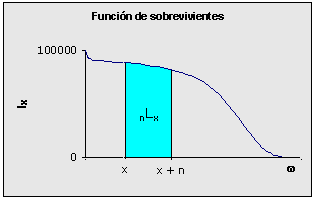 Función de sobrevivientes
100000
lx
nLx
0
x
x + n
ω